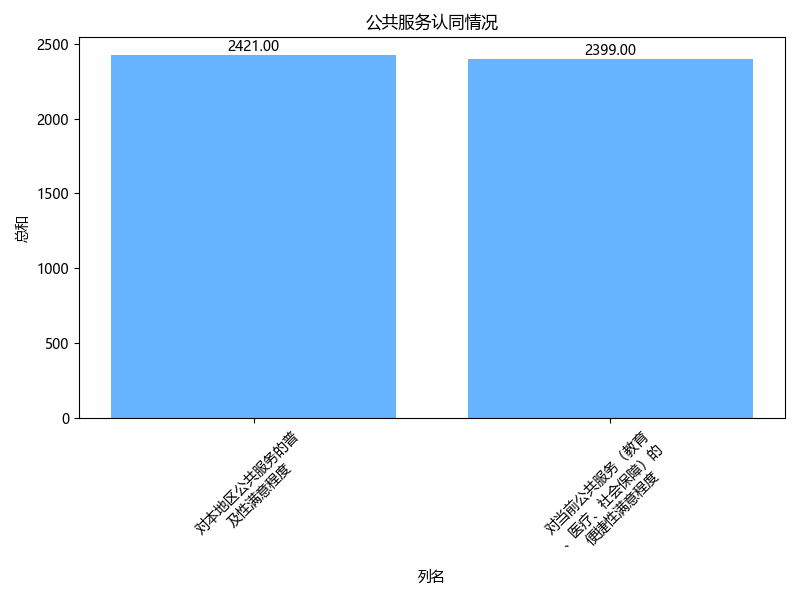 公共服务认同情况
2421.00
2399.00
2500
2000
1500
1000
500
0
总和
对本地区公共服务的普
及性满意程度
对当前公共服务（教育
、医疗、社会保障）的
便捷性满意程度
列名